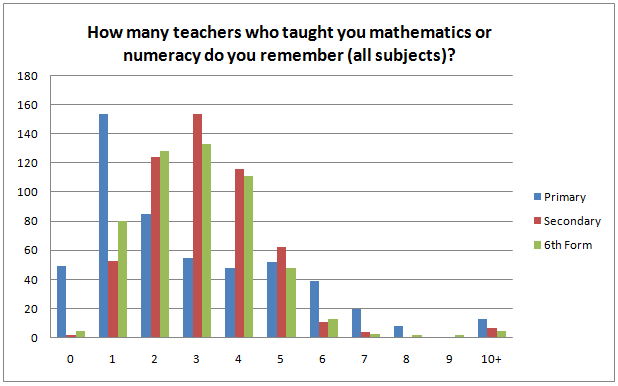 How many teachers who taught you mathematics or
numeracy do you remember (all subjects)?
180
160
140
120
100
80
60
40
20
0
0 1 2 3 4 5 6 7 8 9 10+
Primary
Secondary
6th Form